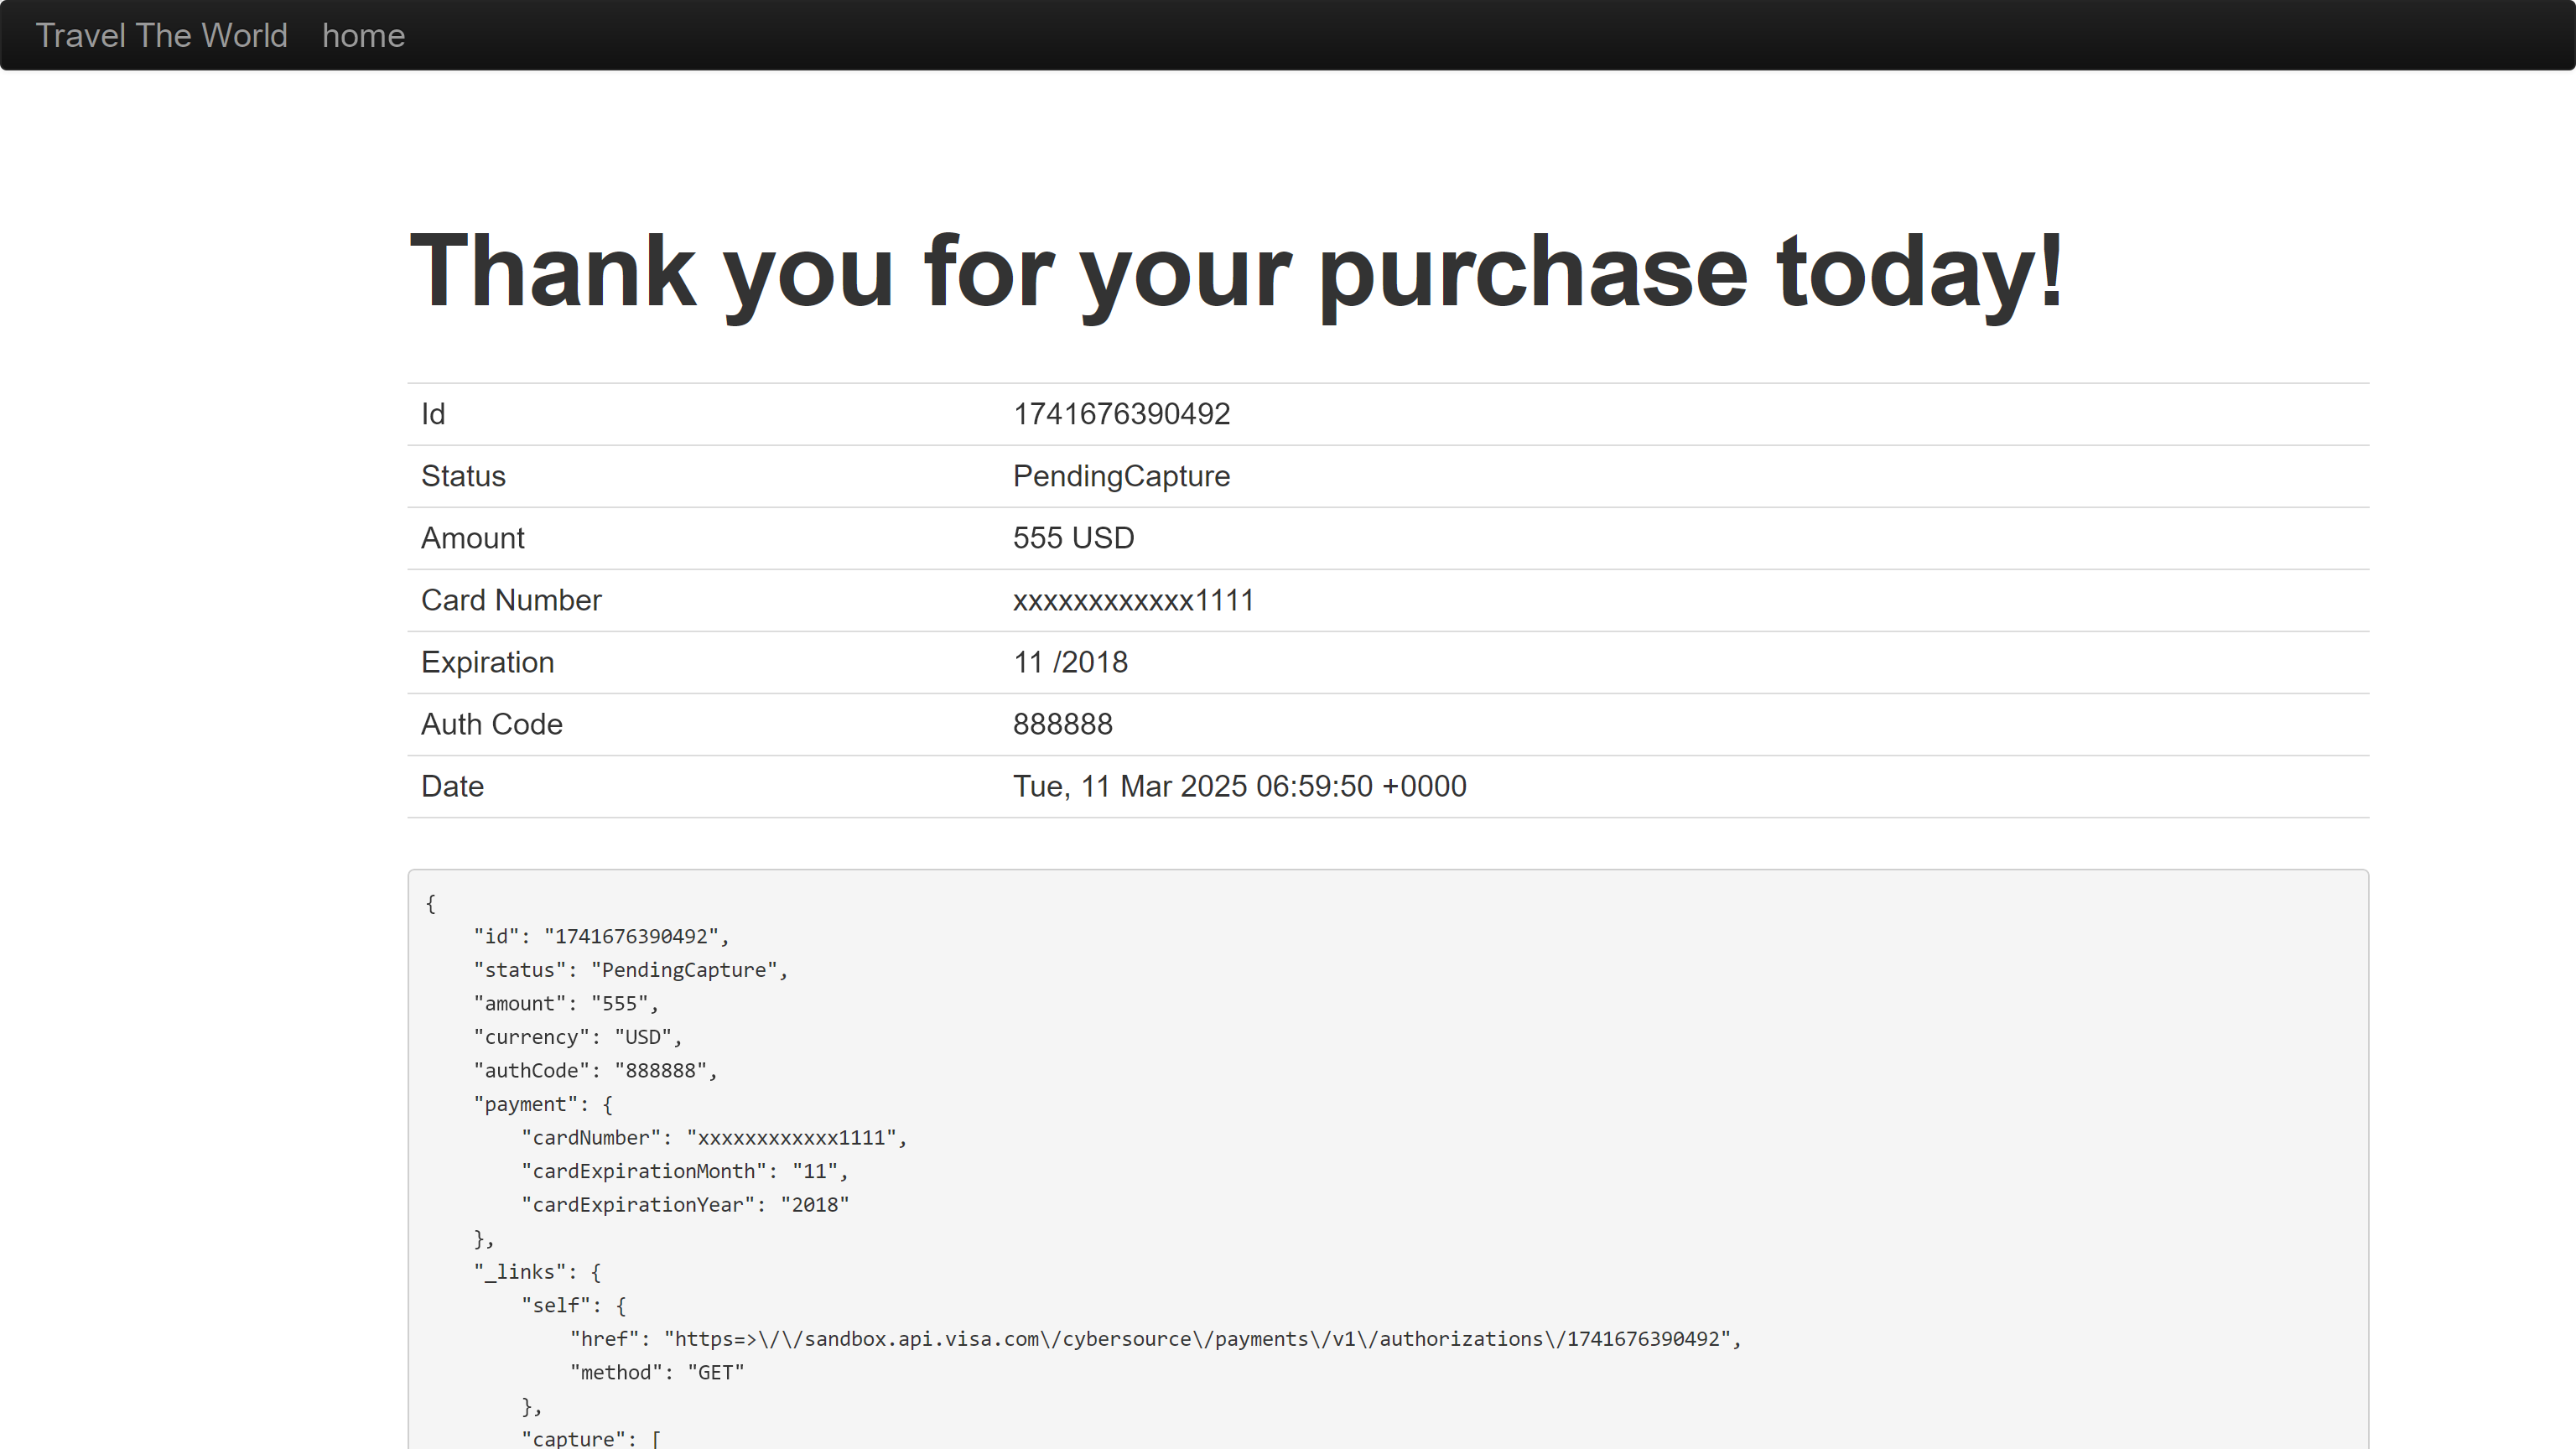 Travel The World home
Thank you for your purchase today!
Id 1741676390492
Status PendingCapture
Amount 555 USD
Card Number xxxxxxxxxxxx1111
Expiration 11 /2018
Auth Code 888888
Date Tue, 11 Mar 2025 06:59:50 +0000
{
    "id": "1741676390492",
    "status": "PendingCapture",
    "amount": "555",
    "currency": "USD",
    "authCode": "888888",
    "payment": {
        "cardNumber": "xxxxxxxxxxxx1111",
        "cardExpirationMonth": "11",
        "cardExpirationYear": "2018"
    },
    "_links": {
        "self": {
            "href": "https=>\/\/sandbox.api.visa.com\/cybersource\/payments\/v1\/authorizations\/1741676390492",
            "method": "GET"
        },
        "capture": [